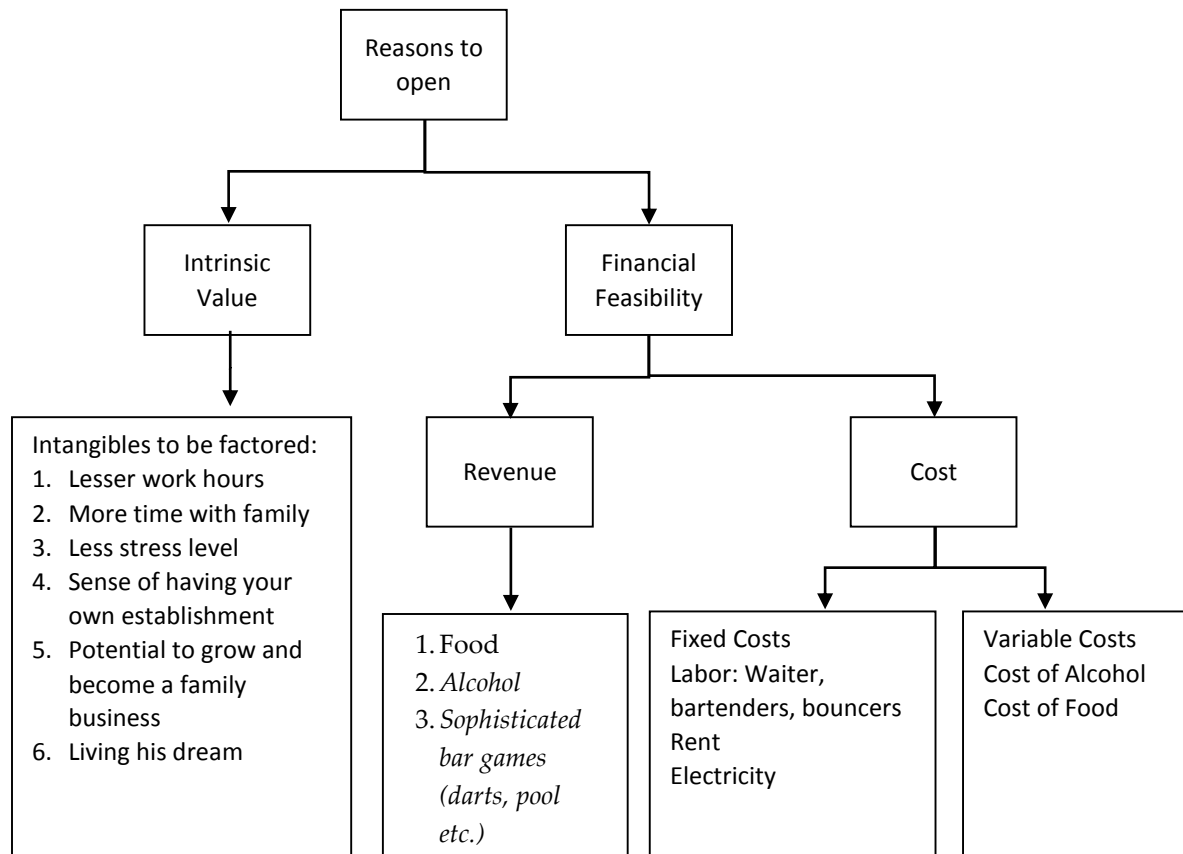 Reasons to
open
Intrinsic
Value
Financial
Feasibility
Intangibles to be factored:
1. Lesser work hours
2. More time with family
3. Less stress level
4. Sense of having your
own establishment
5. Potential to grow and
become a family
business
6. Living his dream
Revenue
Cost
1. Food
2. Alcohol
3. Sophisticated
bar games
(darts, pool
etc.)
Fixed Costs
Labor: Waiter,
bartenders, bouncers
Rent
Electricity
Variable Costs
Cost of Alcohol
Cost of Food